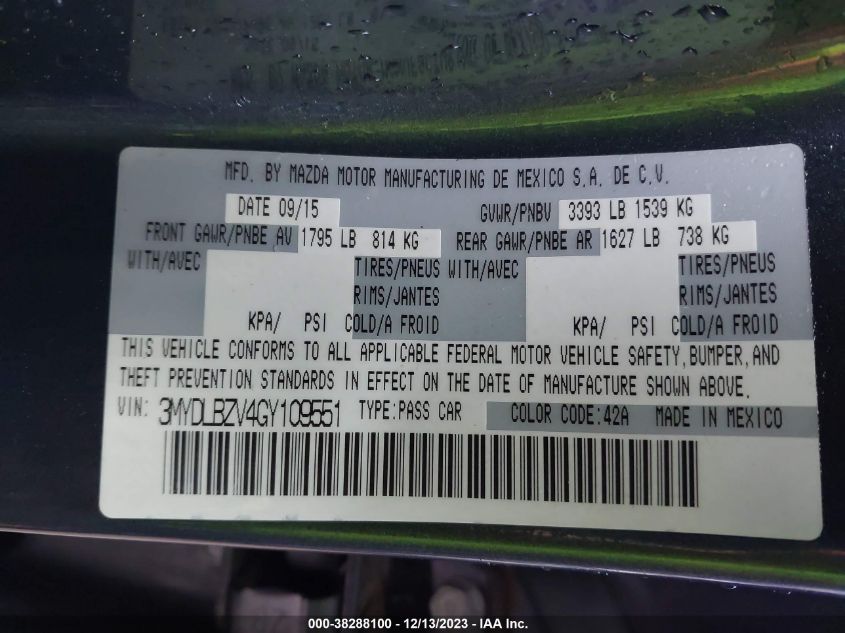 MFD. BY MAZDA MOTOR MANUFACTURING DE MEXICO S.A. DE C.V.
DATE 09/15 GVWR/PNBV 3393 LB 1539 KG
FRONT GAWR/PNBE AV 1795 LB 814 KG REAR GAWR/PNBE AR 1627 LB 738 KG
WITH/AVEC TIRES/PNEUS WITH/AVEC TIRES/PNEUS
RIMS/JANTES RIMS/JANTES
KPA/ PSI COLD/A FROID KPA/ PSI COLD/A FROID
THIS VEHICLE CONFORMS TO ALL APPLICABLE FEDERAL MOTOR VEHICLE SAFETY,BUMPER,AND
THEFT PREVENTION STANDARDS IN EFFECT ON THE DATE OF MANUFACTURE SHOWN ABOVE.
VIN: 3MYDLBZV4GY109551 TYPE:PASS CAR COLOR CODE:42A MADE IN MEXICO
000-38288100 - 12/13/2023 - IAA Inc.